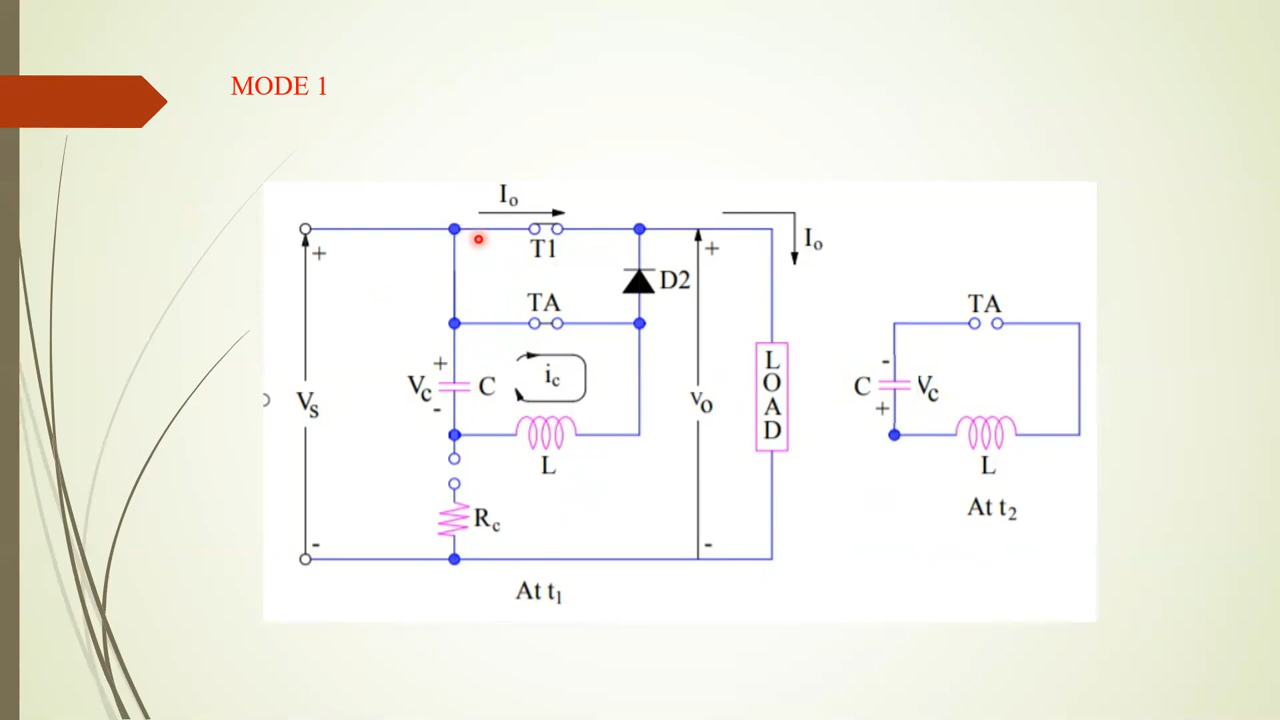 MODE 1
Io
+
T1
+
Io
D2
TA
TA
+
Vc
C
ic
-
Vs
vo
LOAD
-
C
Vc
+
L
L
Rc
At t2
-
-
At t1